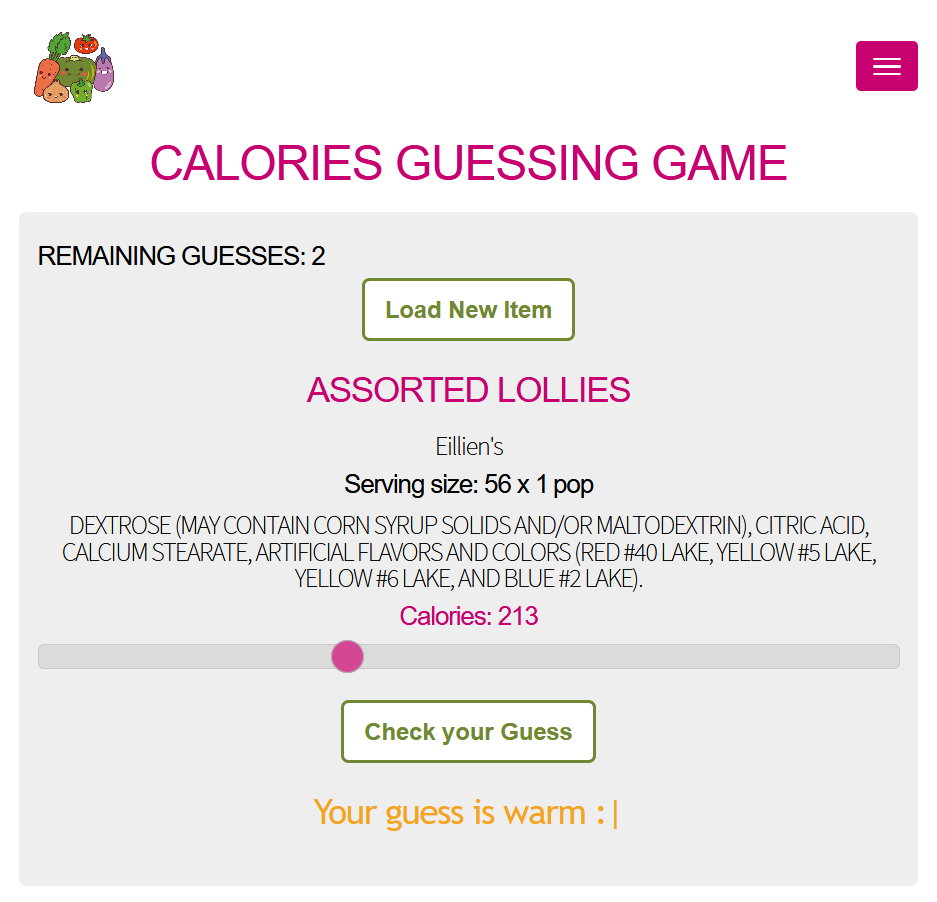 CALORIES GUESSING GAME
REMAINING GUESSES: 2
Load New Item
ASSORTED LOLLIES
Eillien's
Serving size: 56 x 1 pop
DEXTROSE (MAY CONTAIN CORN SYRUP SOLIDS AND/OR MALTODEXTRIN), CITRIC ACID,
CALCIUM STEARATE, ARTIFICIAL FLAVORS AND COLORS (RED #40 LAKE, YELLOW #5 LAKE,
YELLOW #6 LAKE, AND BLUE #2 LAKE).
Calories: 213
Check your Guess
Your guess is warm : |